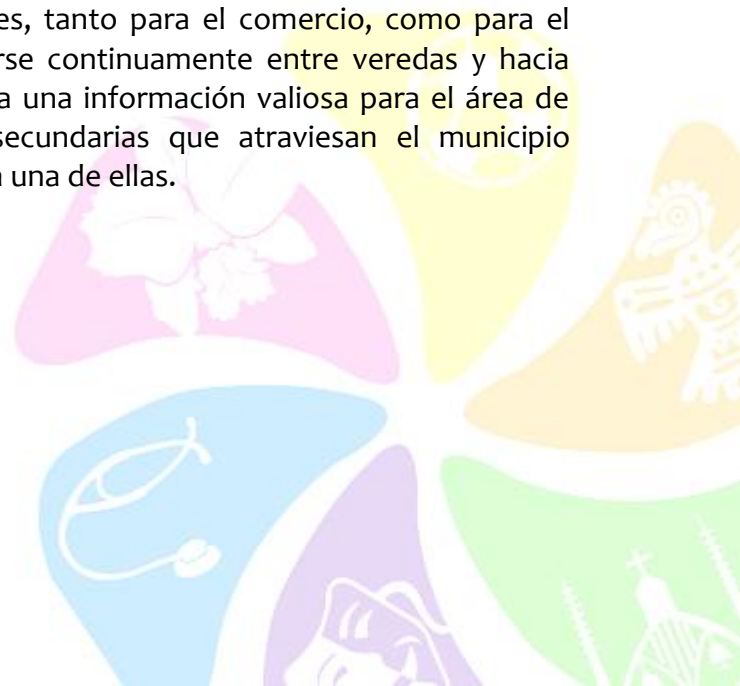 es, tanto para el comercio, como para el
rse continuamente entre veredas y hacia
a una información valiosa para el área de
secundarias que atraviesan el municipio
una de ellas.